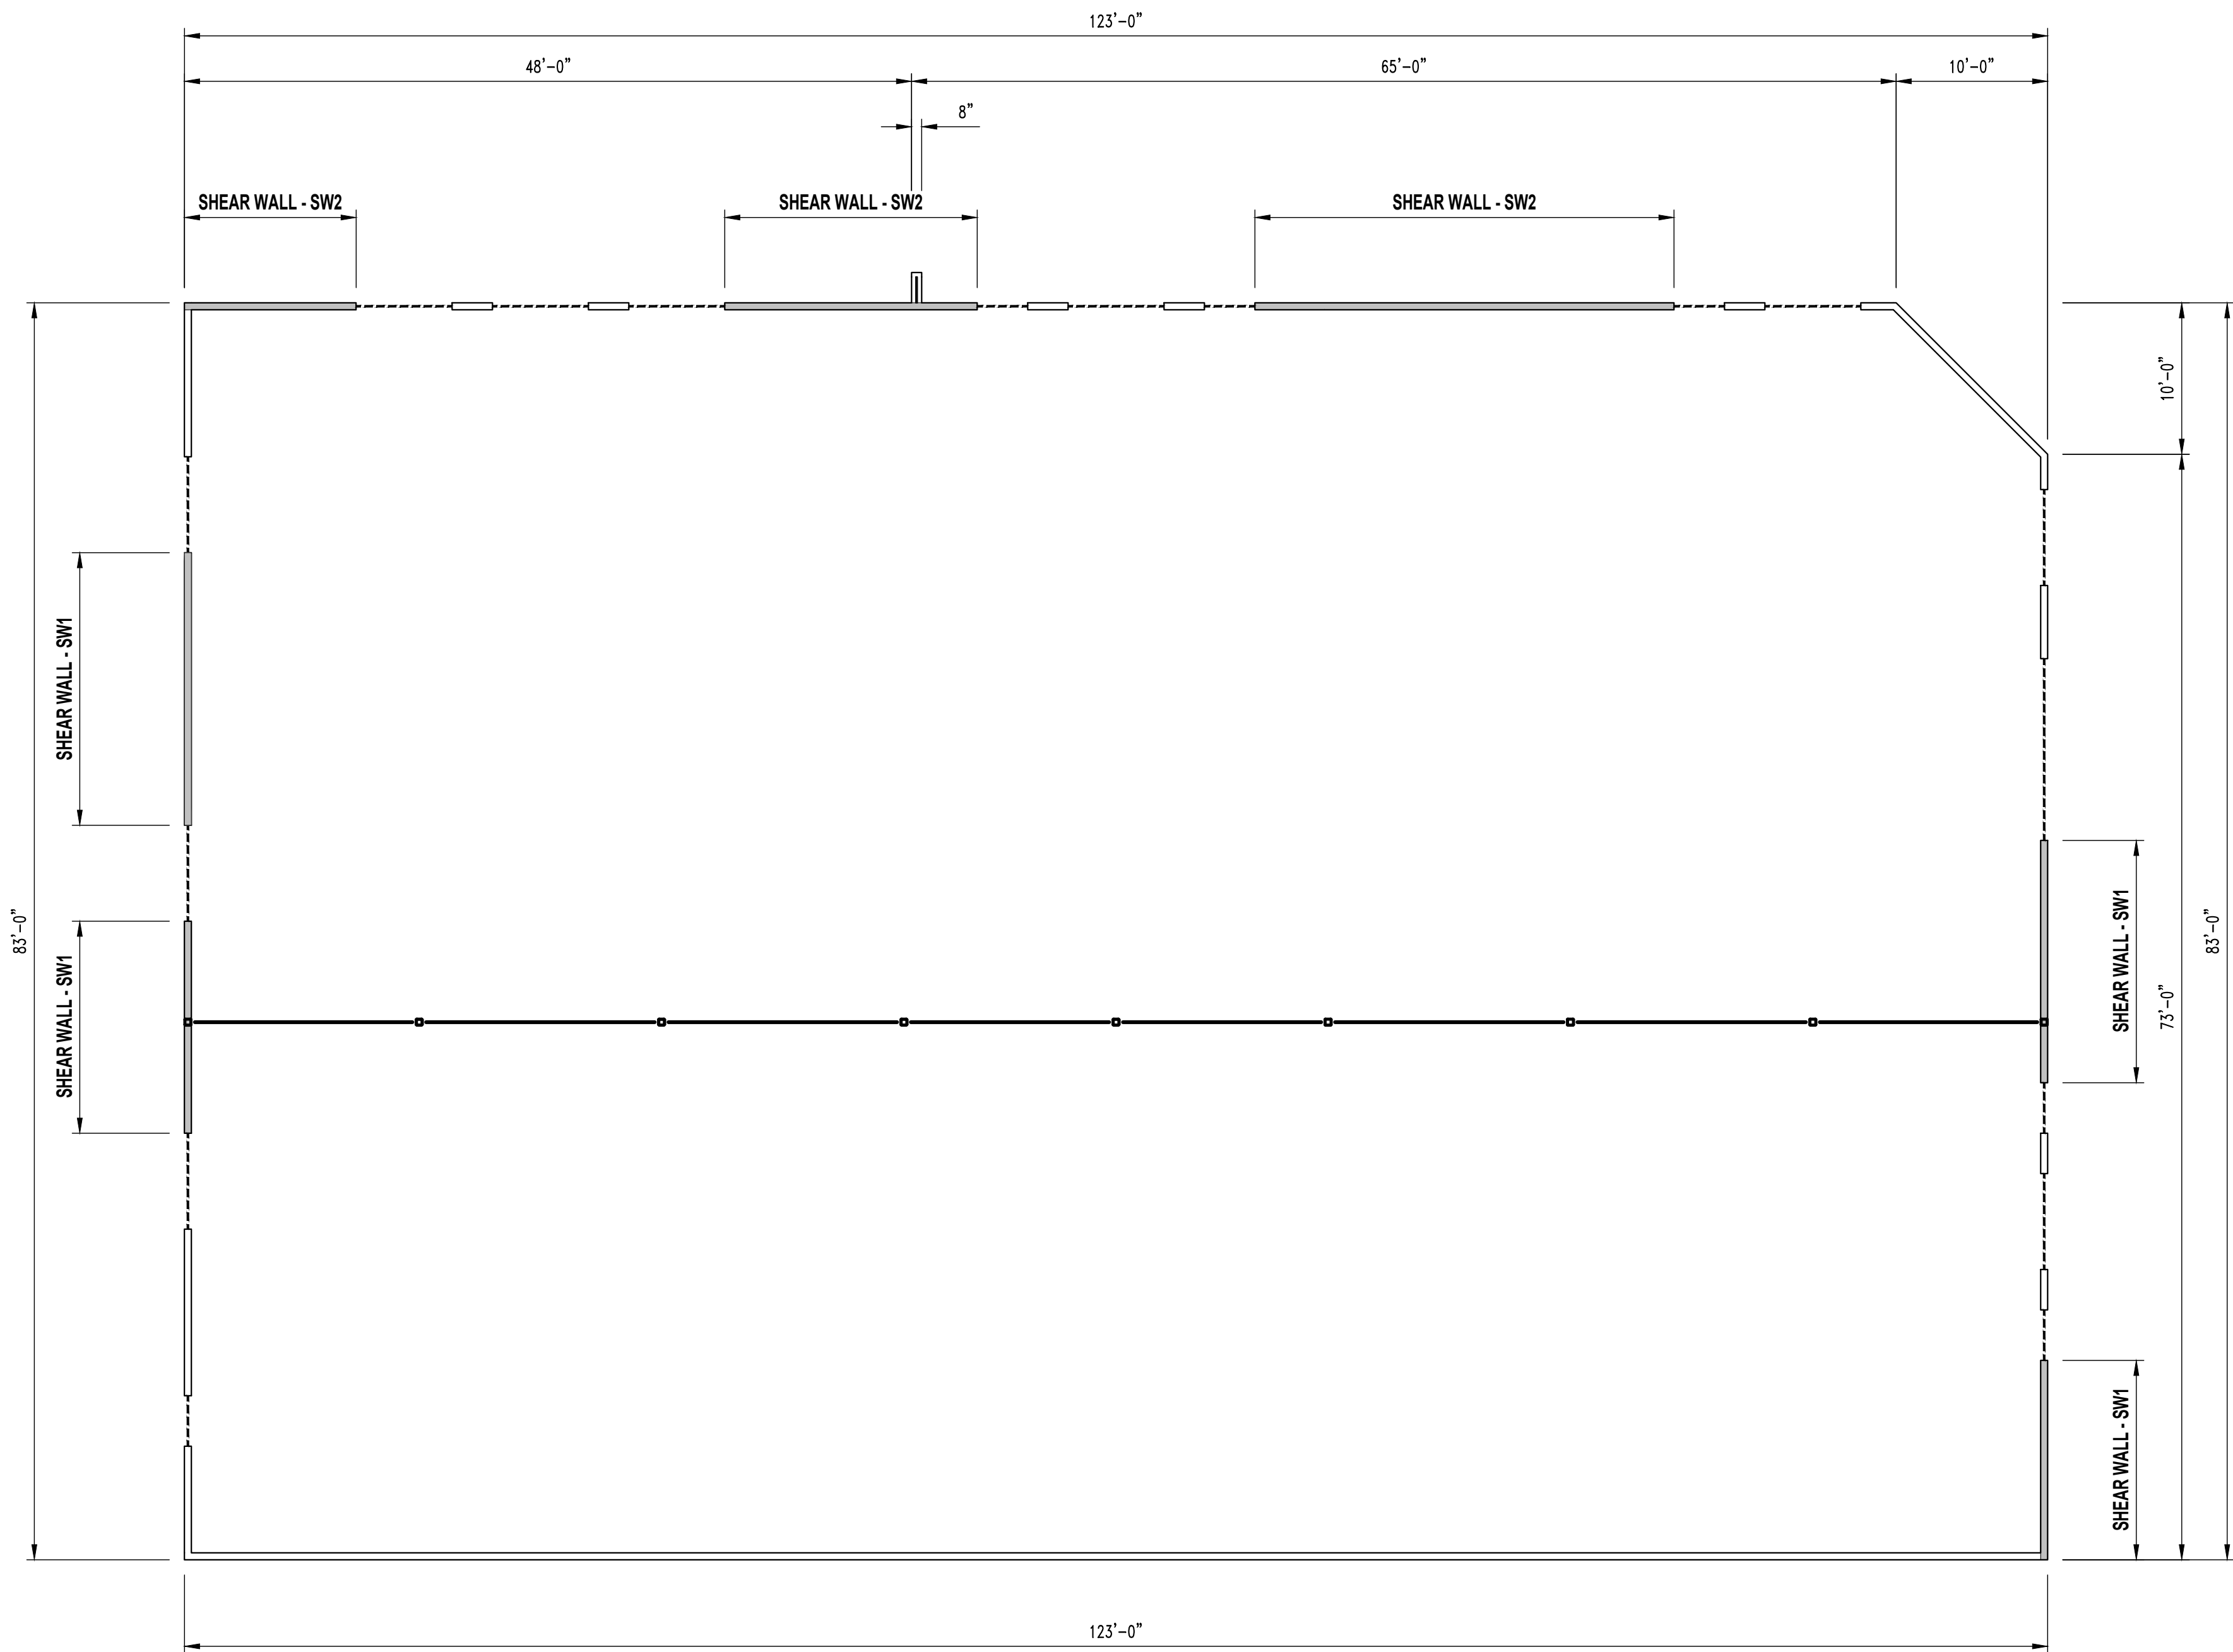 123'-0"
48'-0"
65'-0"
10'-0"
8"
SHEAR WALL - SW2
SHEAR WALL - SW2
SHEAR WALL - SW2
10'-0"
SHEAR WALL - SW1
83'-0"
SHEAR WALL - SW1
SHEAR WALL - SW1
73'-0"
83'-0"
SHEAR WALL - SW1
123'-0"